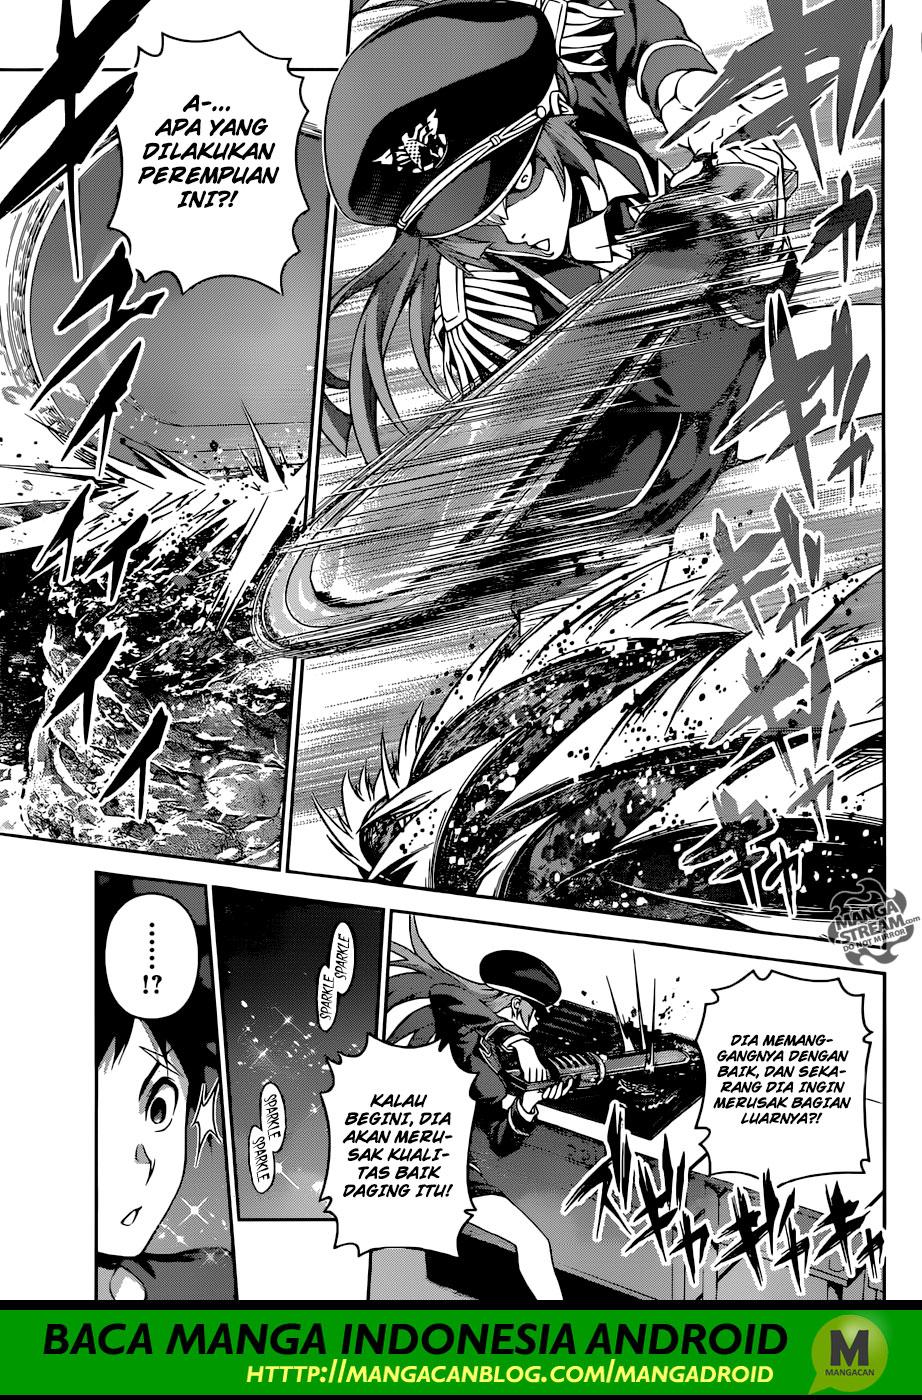 A-...
APA YANG
DILAKUKAN
PEREMPUAN
INI?!
DIA MEMANG-
GANGNYA DENGAN
BAIK, DAN SEKA-
RANG DIA INGIN
MERUSAK BAGIAN
LUARNYA?!
KALAU
BEGINI, DIA
AKAN MERU-
SAK KUALI-
TAS BAIK
DAGING ITU!
SPARKLE
SPARKLE
SPARKLE
SPARKLE
........
!?
MANGA
STREAM.com
DO NOT MIRROR
BACA MANGA INDONESIA ANDROID
HTTTP://MANGACANBLOG.COM/MANGADROID
M
MANGACAN